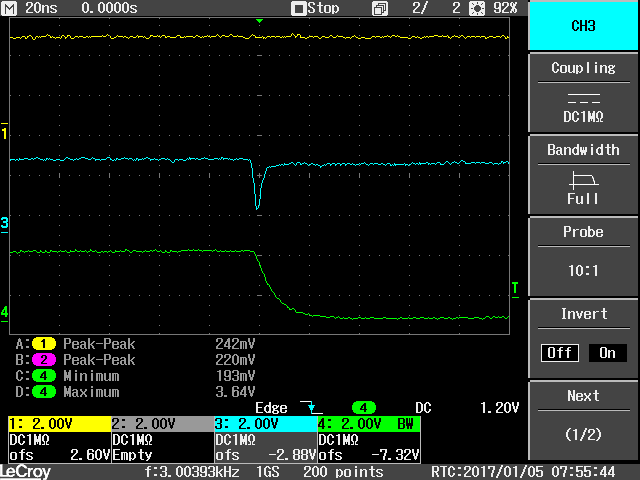 M 20ns 0.0000s Stop 2/ 2 92%
CH3
Coupling
DC1MΩ
Bandwidth
Full
Probe
10:1
Invert
Off On
Next
(1/2)
1
3
4
T
A: 1 Peak-Peak 242mV
B: 2 Peak-Peak 220mV
C: 4 Minimum 193mV
D: 4 Maximum 3.64V
Edge 4 DC 1.20V
1: 2.00V 2: 2.00V 3: 2.00V 4: 2.00V BW
DC1MΩ DC1MΩ DC1MΩ DC1MΩ
ofs 2.60V Empty ofs -2.88V ofs -7.32V
LeCroy f:3.00393kHz 1GS 200 points RTC:2017/01/05 07:55:44